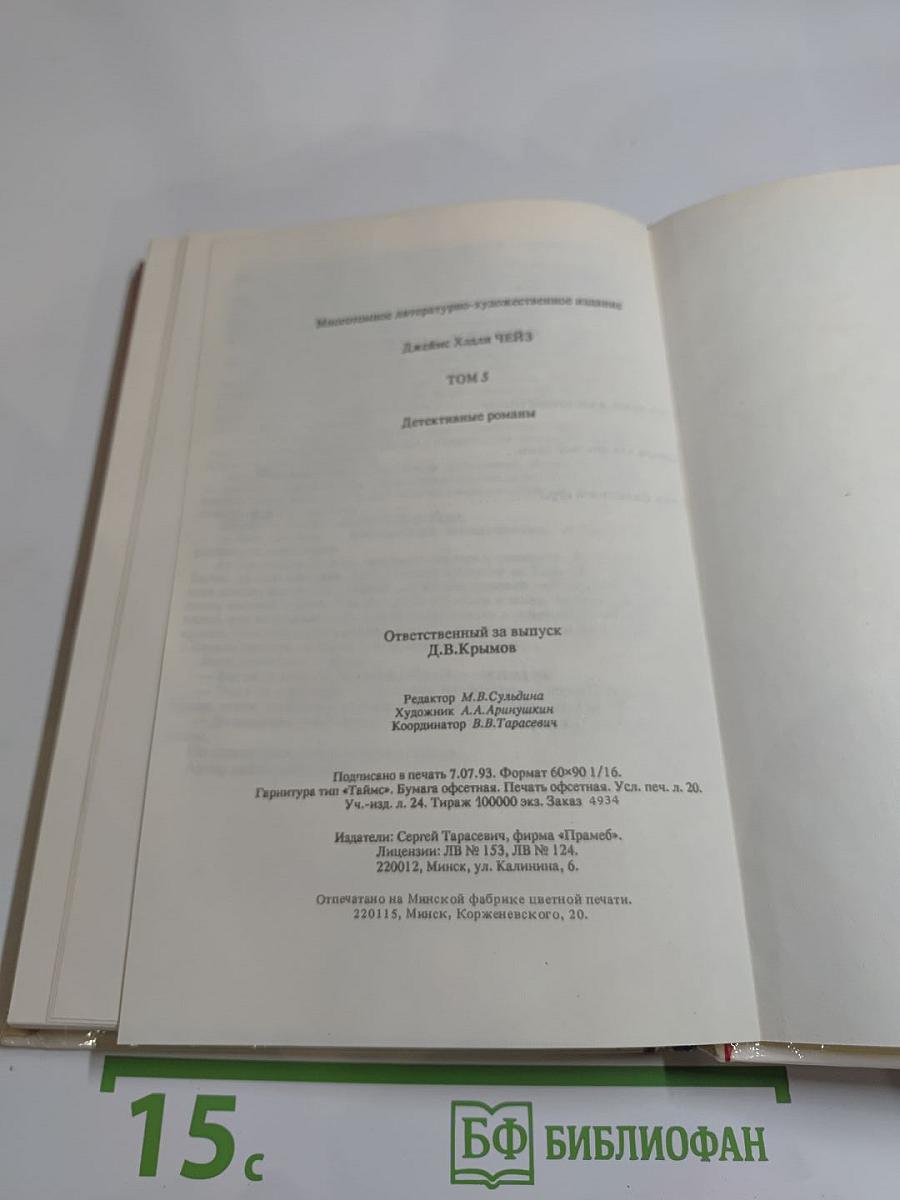 Многотомное литературно-художественное издание
Джеймс Хэдли ЧЕЙЗ
ТОМ 5
Детективные романы
Ответственный за выпуск
Д.В.Крымов
Редактор М.В.Сульдина
Художник А.А.Аринушкин
Координатор В.В.Тарасевич
Подписано в печать 7.07.93. Формат 60×90 1/16.
Гарнитура тип «Таймс». Бумага офсетная. Печать офсетная. Усл. печ. л. 20.
Уч.-изд. л. 24. Тираж 100000 экз. Заказ 4934
Издатели: Сергей Тарасевич, фирма «Прамеб».
Лицензии: ЛВ № 153, ЛВ № 124.
220012, Минск, ул. Калинина, 6.
Отпечатано на Минской фабрике цветной печати.
220115, Минск, Корженевского, 20.
15 с
БФ БИБЛИОФАН